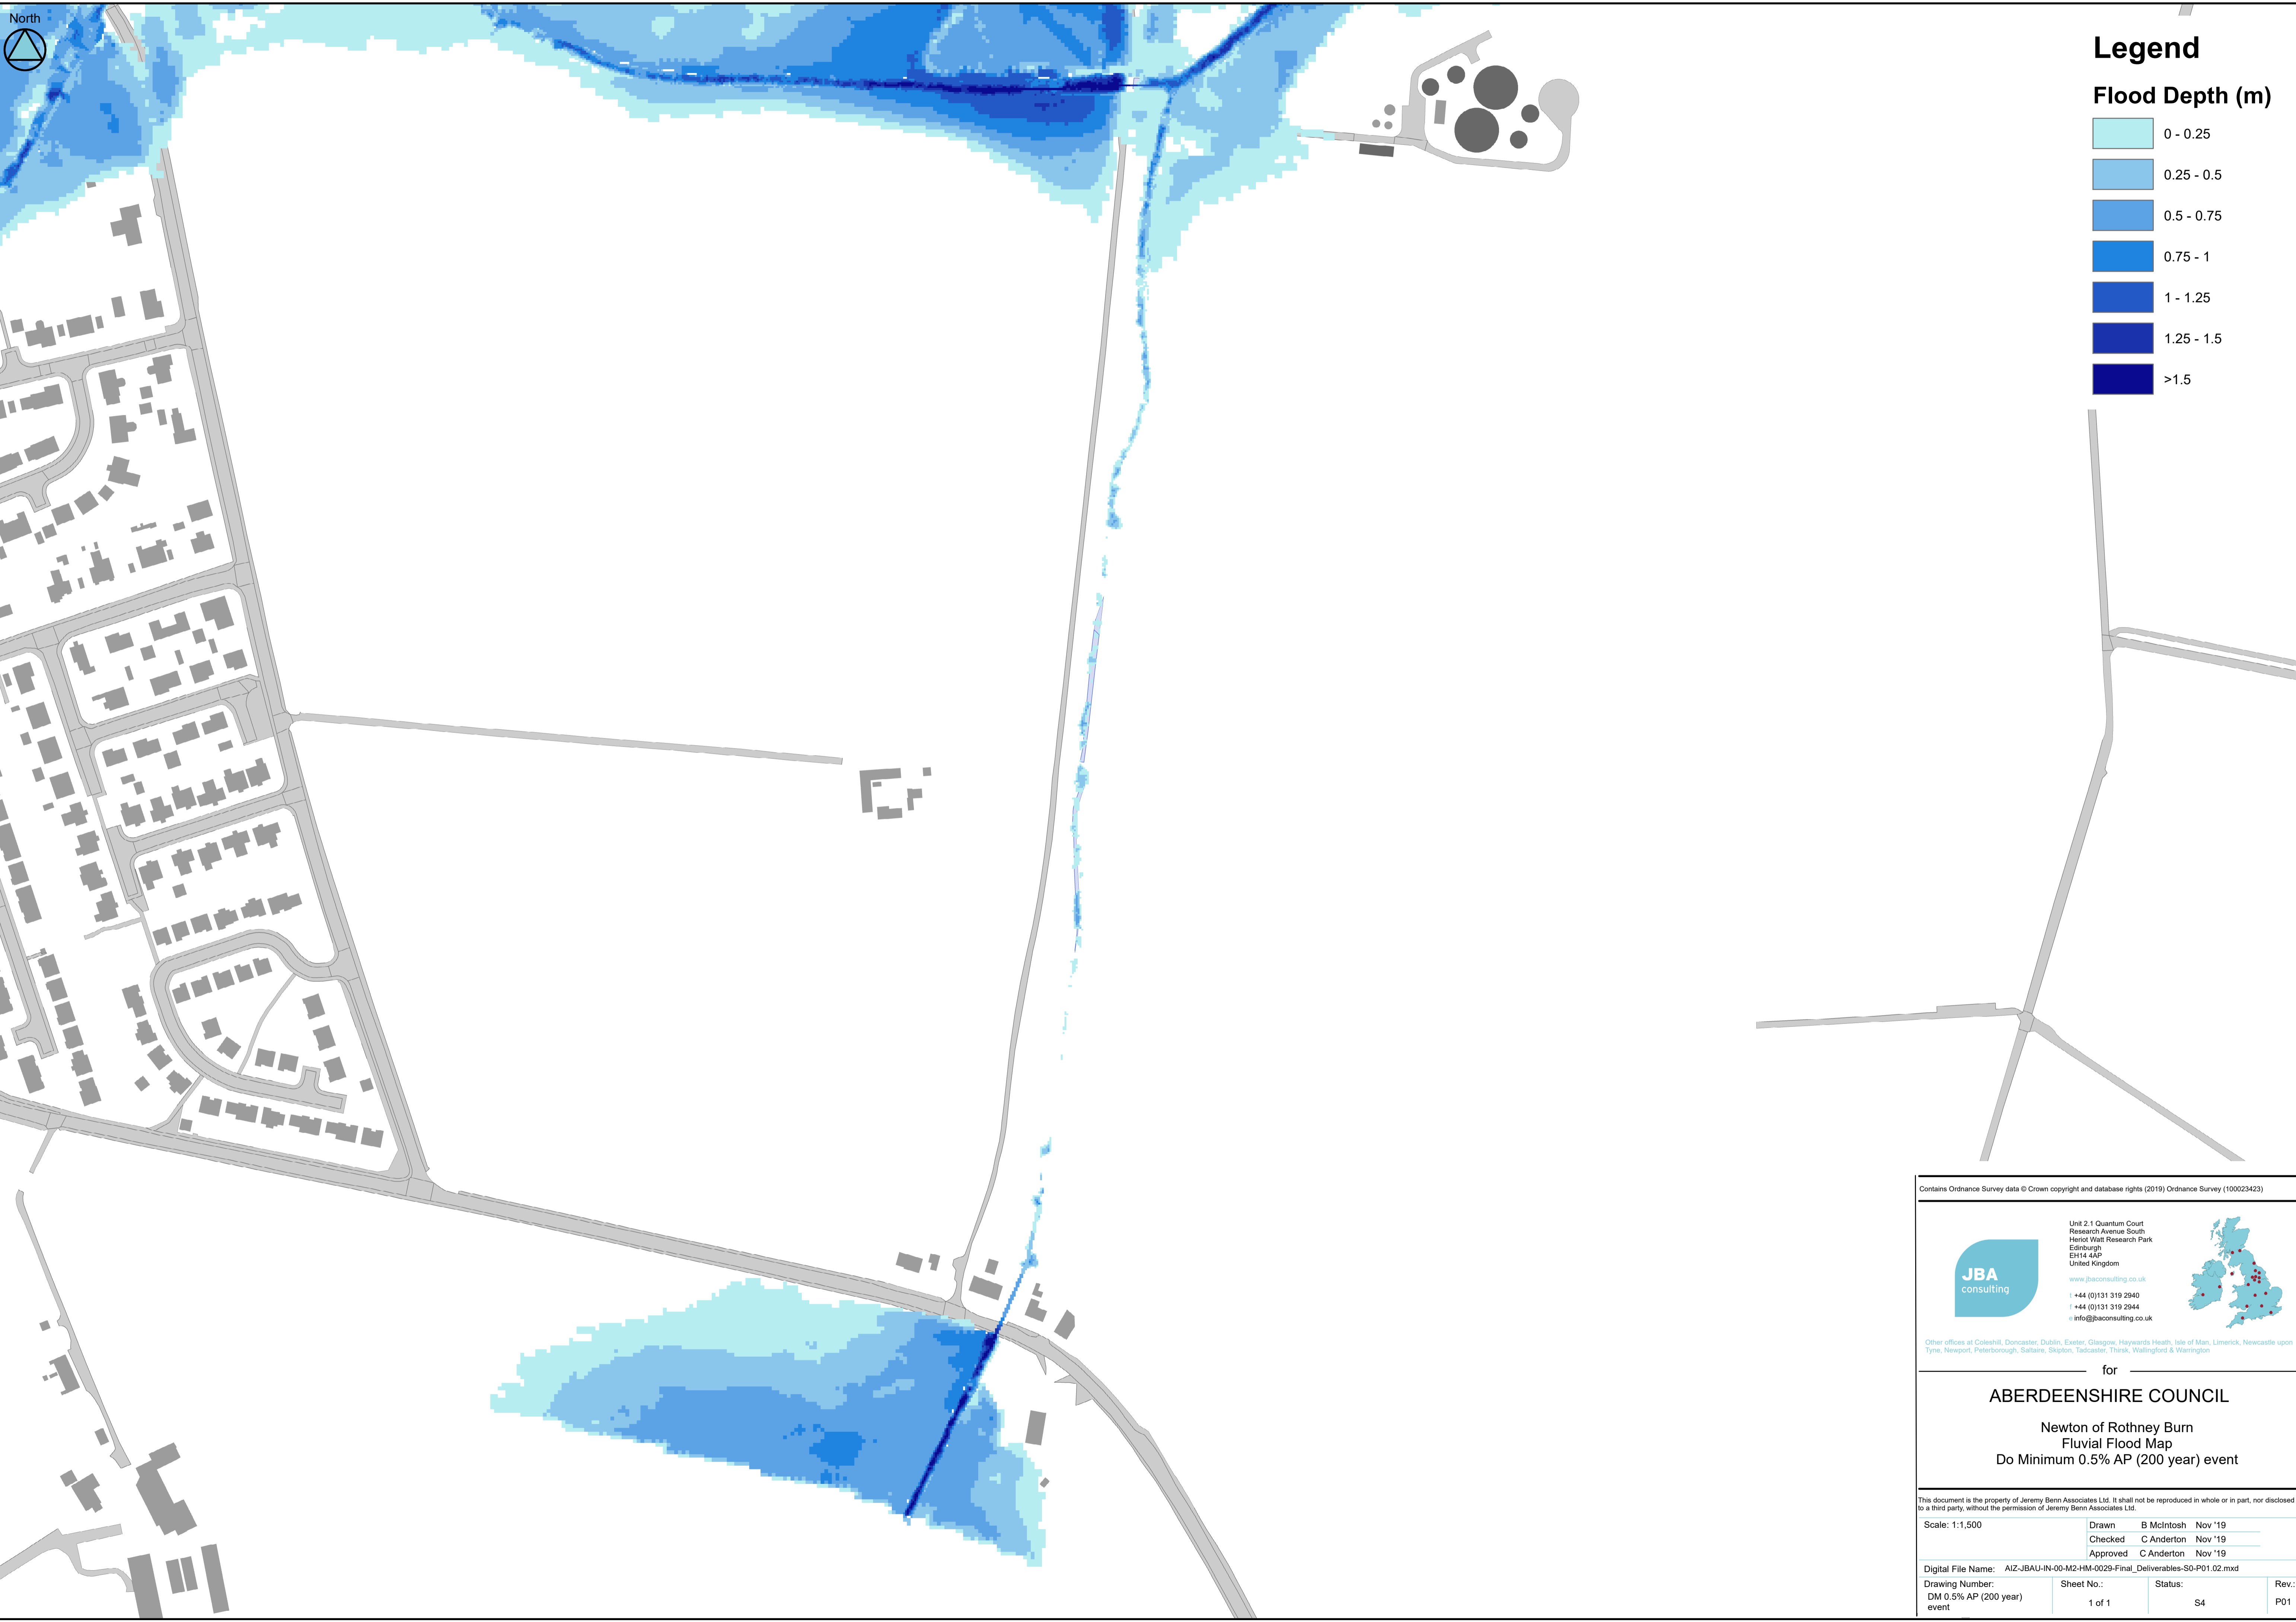 North
Legend
Flood Depth (m)
0 - 0.25
0.25 - 0.5
0.5 - 0.75
0.75 - 1
1 - 1.25
1.25 - 1.5
>1.5
Contains Ordnance Survey data © Crown copyright and database rights (2019) Ordnance Survey (100023423)
JBA
consulting
Unit 2.1 Quantum Court
Research Avenue South
Heriot Watt Research Park
Edinburgh
EH14 4AP
United Kingdom
www.jbaconsulting.co.uk
t +44 (0)131 319 2940
f +44 (0)131 319 2944
e info@jbaconsulting.co.uk
Other offices at Coleshill, Doncaster, Dublin, Exeter, Glasgow, Haywards Heath, Isle of Man, Limerick, Newcastle upon
Tyne, Newport, Peterborough, Saltaire, Skipton, Tadcaster, Thirsk, Wallingford & Warrington
for
ABERDEENSHIRE COUNCIL
Newton of Rothney Burn
Fluvial Flood Map
Do Minimum 0.5% AP (200 year) event
This document is the property of Jeremy Benn Associates Ltd. It shall not be reproduced in whole or in part, nor disclosed
to a third party, without the permission of Jeremy Benn Associates Ltd.
Scale: 1:1,500
Drawn B McIntosh Nov '19
Checked C Anderton Nov '19
Approved C Anderton Nov '19
Digital File Name: AIZ-JBAU-IN-00-M2-HM-0029-Final_Deliverables-S0-P01.02.mxd
Drawing Number: Sheet No.: Status: Rev.:
DM 0.5% AP (200 year)
event
1 of 1 S4 P01